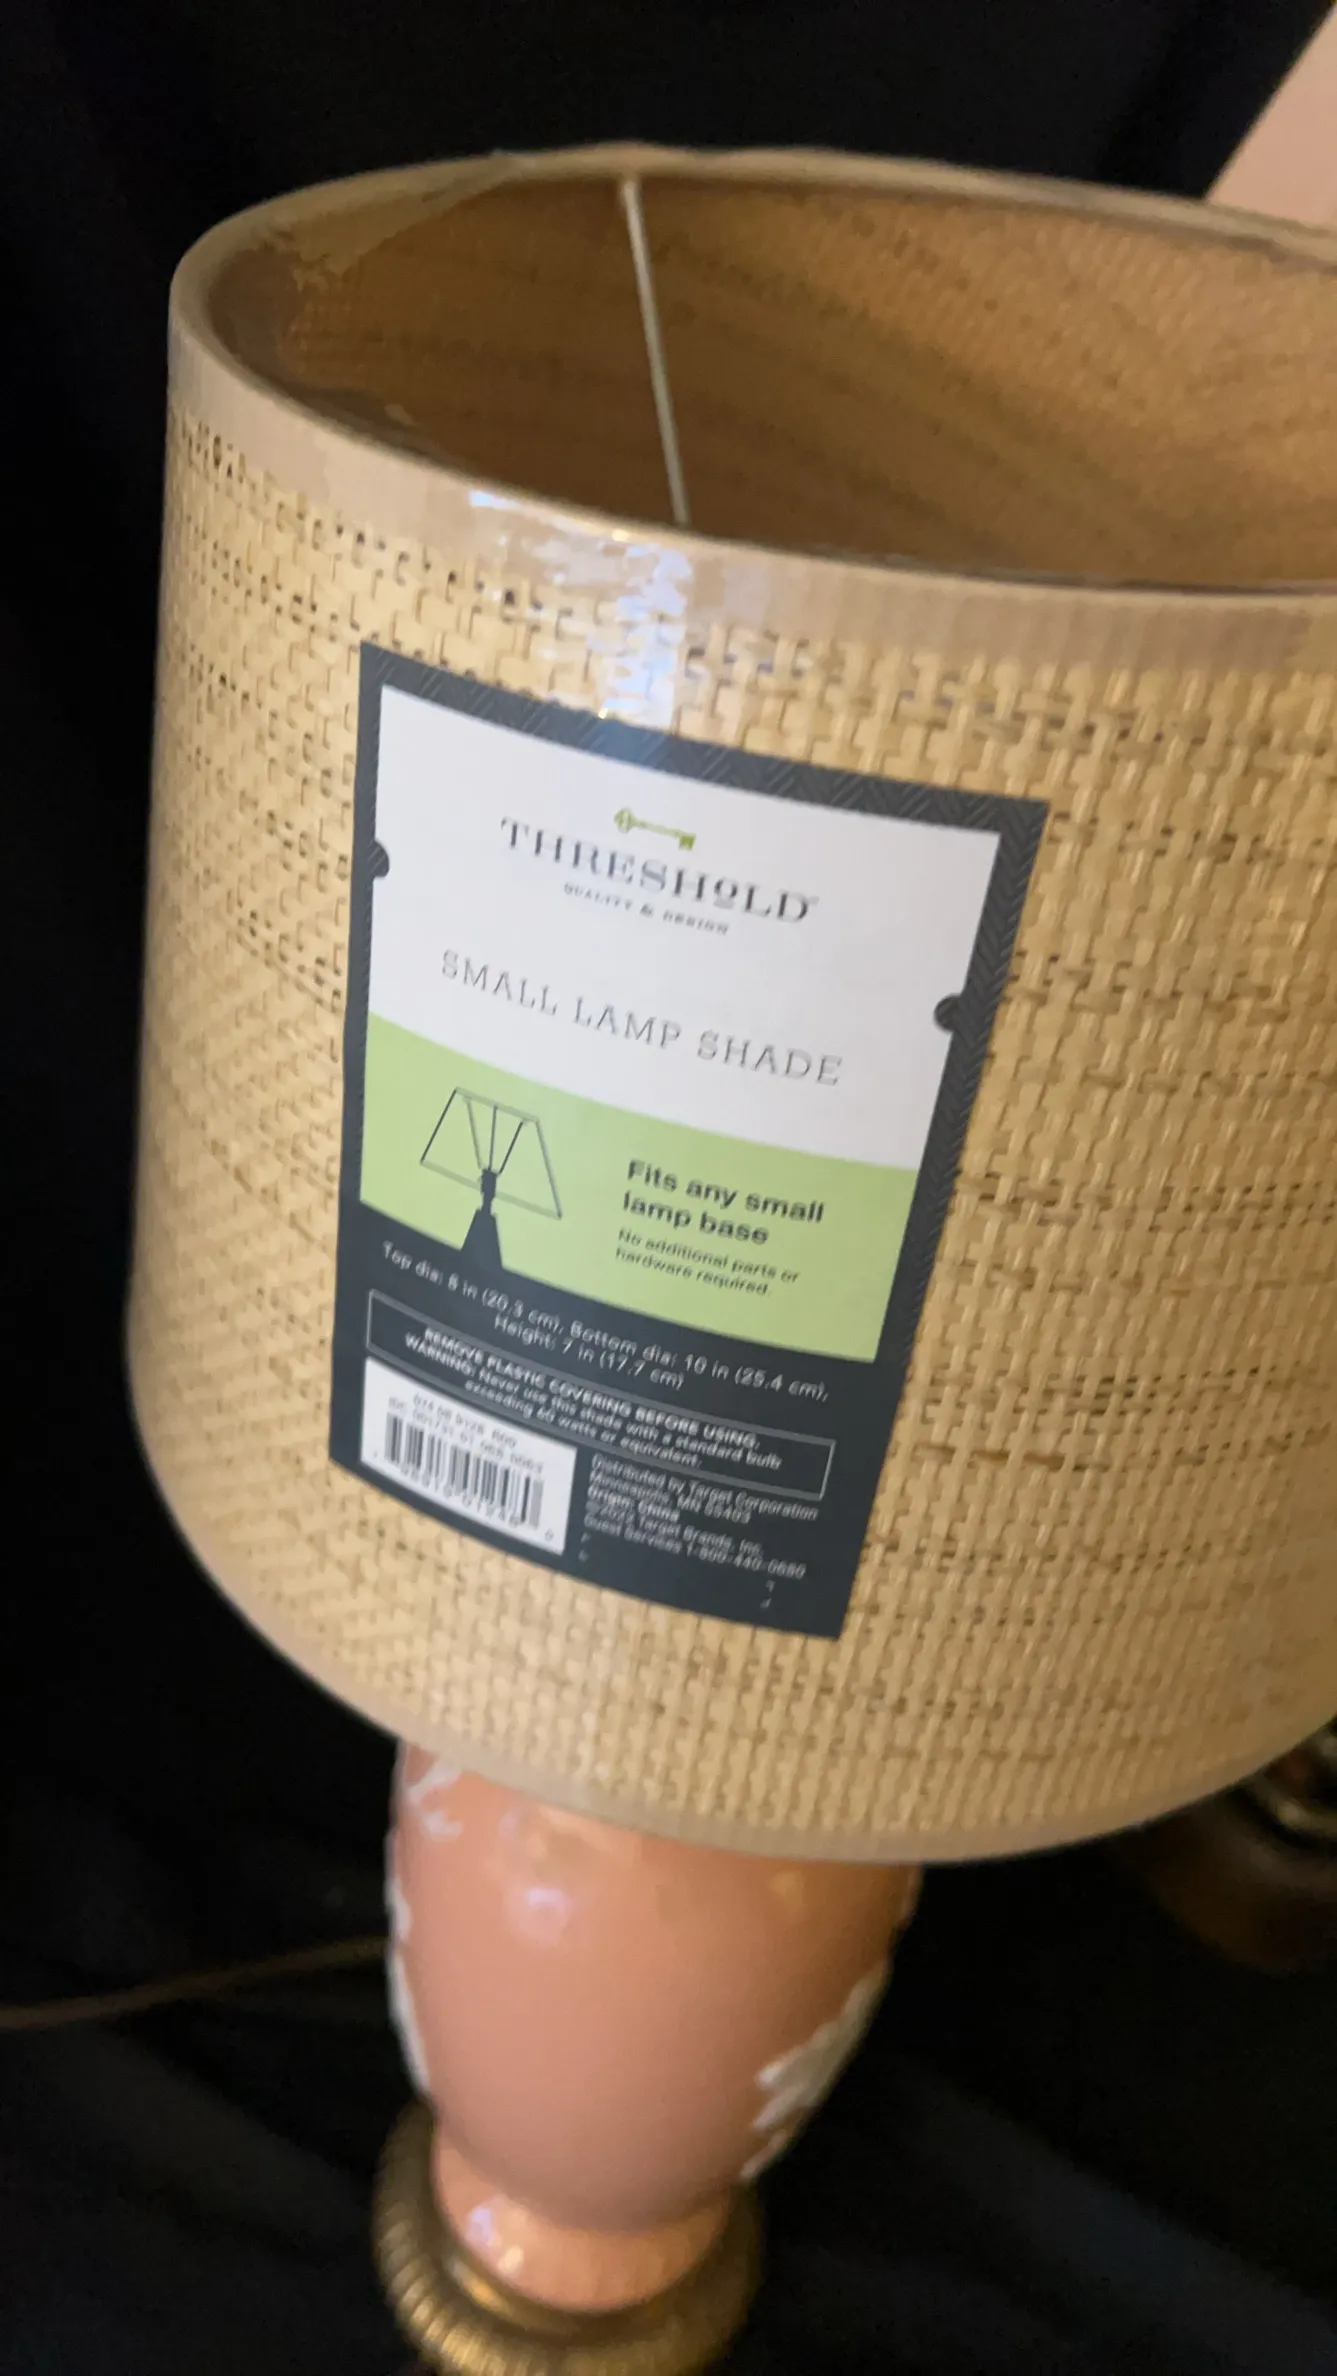 THRESHOLD
QUALITY & DESIGN
SMALL LAMP SHADE
Fits any small
lamp base
No additional parts or
hardware required.
Top dia: 8 in (20.3 cm), Bottom dia: 10 in (25.4 cm),
Height: 7 in (17.7 cm)
REMOVE PLASTIC COVERING BEFORE USING.
WARNING: Never use this shade with a standard bulb
exceeding 60 watts or equivalent.
Distributed by Target Corporation
Minneapolis, MN 55403
Origin: China
©2022 Target Brands, Inc.
Guest Services 1-800-440-0680